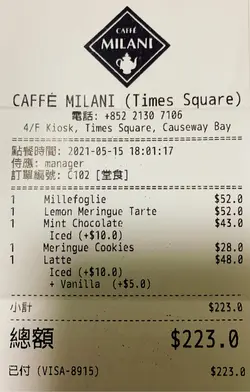 CAFFÈ
MILANI
CAFFÉ MILANI (Times Square)
電話: +852 2130 7106
4/F Kiosk, Times Square, Causeway Bay
點餐時間: 2021-05-15 18:01:17
侍應: manager
訂單編號: C102 [堂食]
1 Millefoglie $52.0
1 Lemon Meringue Tarte $52.0
1 Mint Chocolate $43.0
Iced (+$10.0)
1 Meringue Cookies $28.0
1 Latte $48.0
Iced (+$10.0)
+ Vanilla (+$5.0)
小計 $223.0
總額 $223.0
已付 (VISA-8915) $223.0